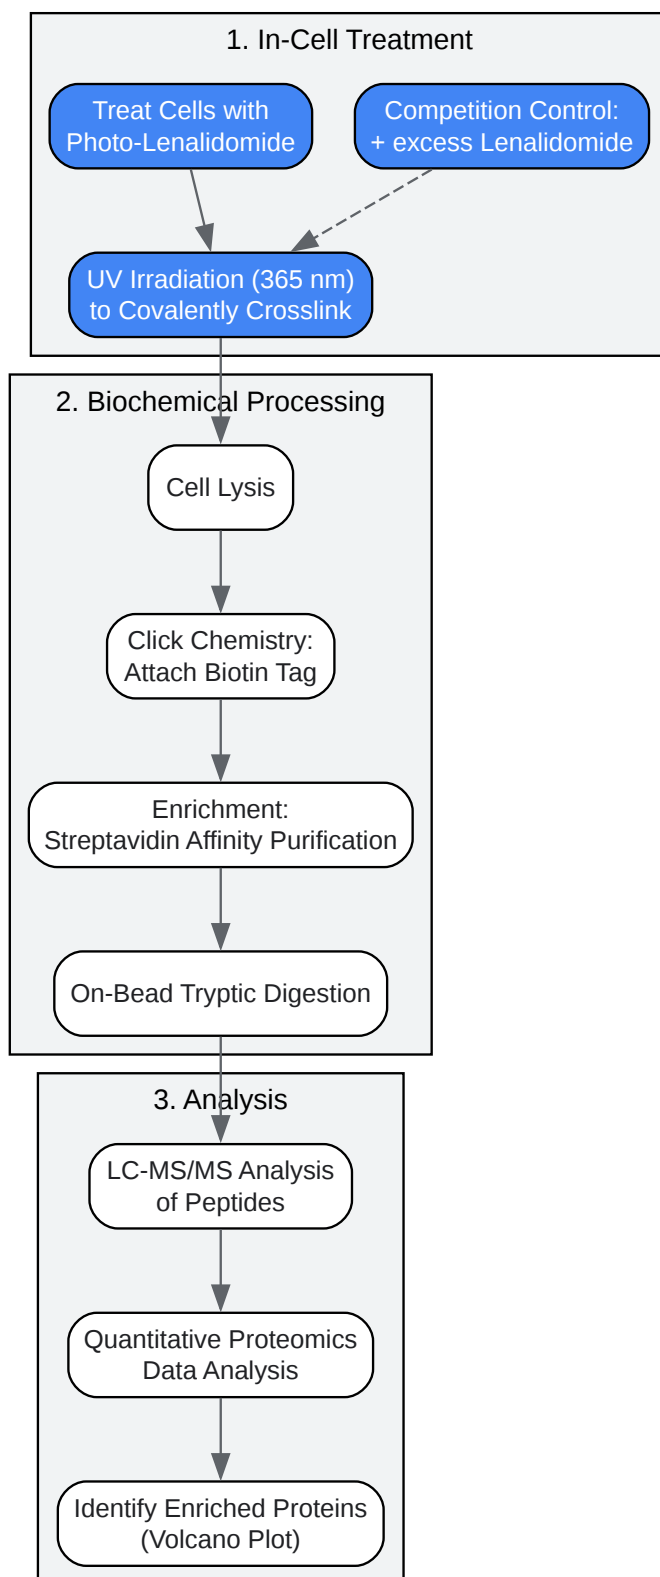 1. In-Cell Treatment
Treat Cells with
Photo-Lenalidomide
Competition Control:
+ excess Lenalidomide
UV Irradiation (365 nm)
to Covalently Crosslink
2. Biochemical Processing
Cell Lysis
Click Chemistry:
Attach Biotin Tag
Enrichment:
Streptavidin Affinity Purification
On-Bead Tryptic Digestion
3. Analysis
LC-MS/MS Analysis
of Peptides
Quantitative Proteomics
Data Analysis
Identify Enriched Proteins
(Volcano Plot)